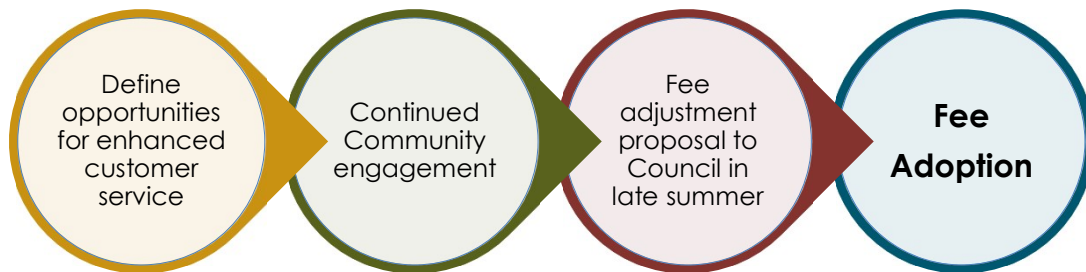 Define
opportunities
for enhanced
customer
service
Continued
Community
engagement
Fee
adjustment
proposal to
Council in
late summer
Fee
Adoption